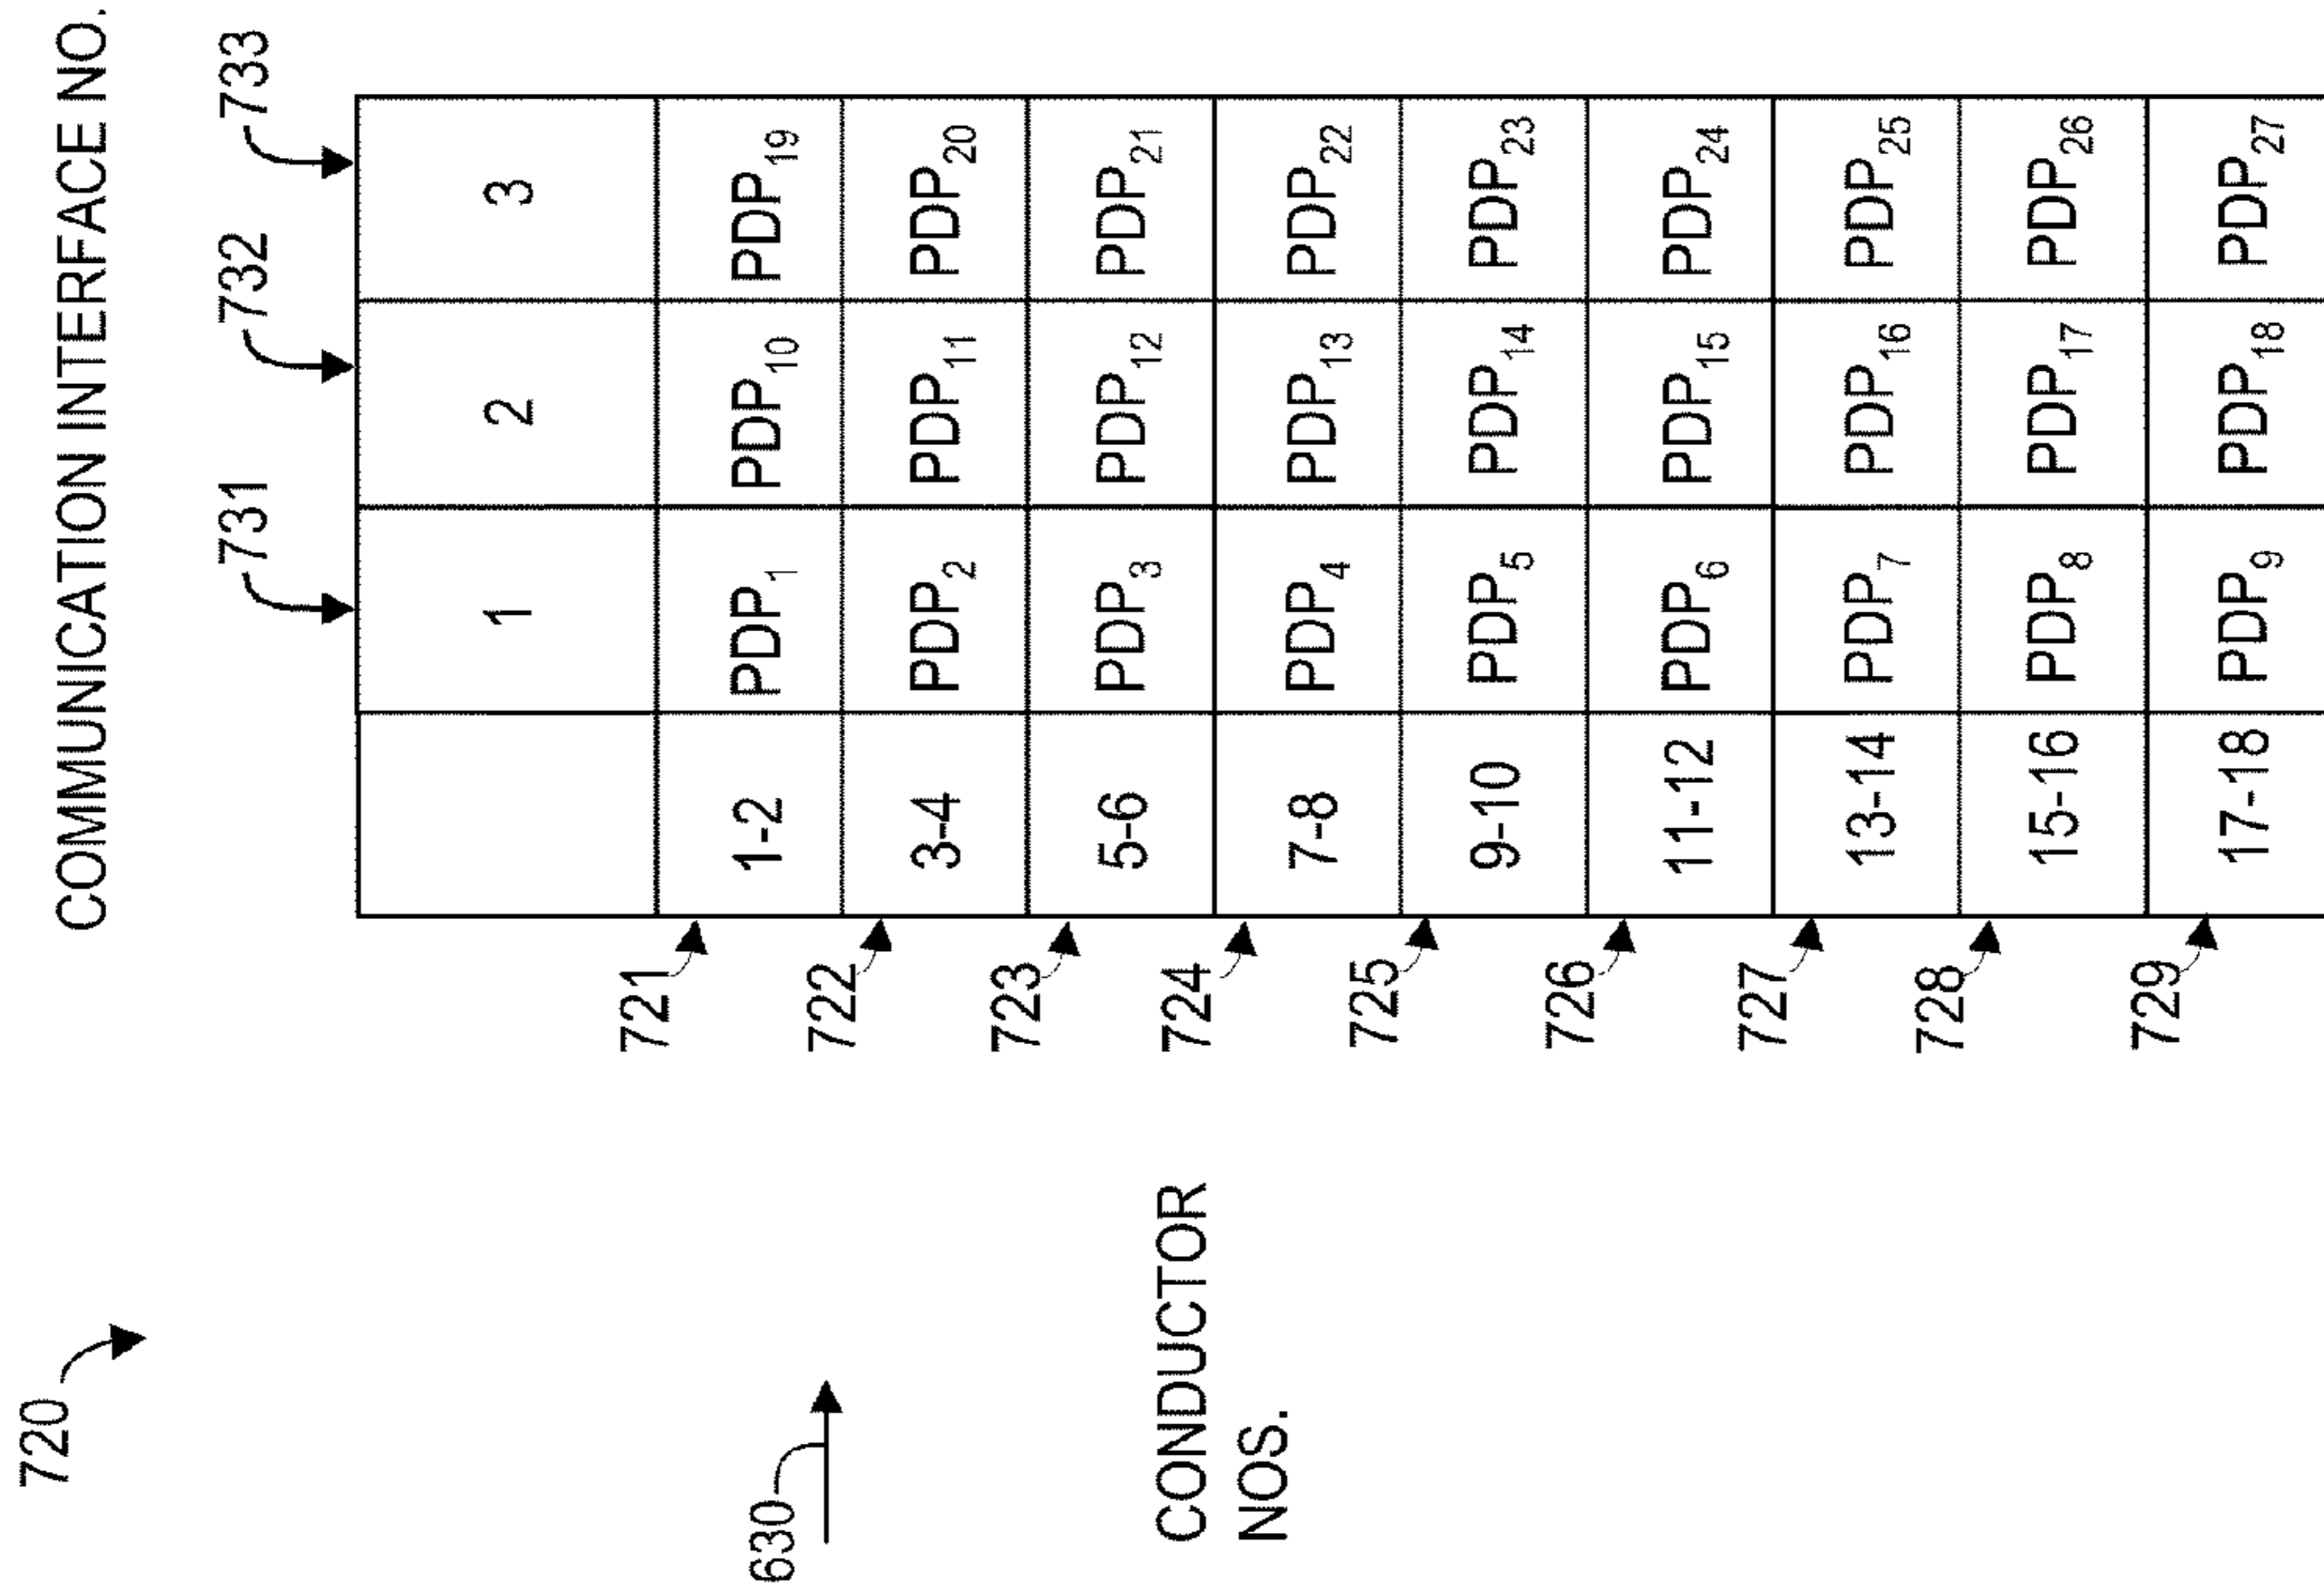 720
COMMUNICATION INTERFACE NO.
731 732 733
1 2 3
721 1-2 PDP1 PDP10 PDP19
630
722 3-4 PDP2 PDP11 PDP20
723 5-6 PDP3 PDP12 PDP21
CONDUCTOR
NOS.
724 7-8 PDP4 PDP13 PDP22
725 9-10 PDP5 PDP14 PDP23
726 11-12 PDP6 PDP15 PDP24
727 13-14 PDP7 PDP16 PDP25
728 15-16 PDP8 PDP17 PDP26
729 17-18 PDP9 PDP18 PDP27